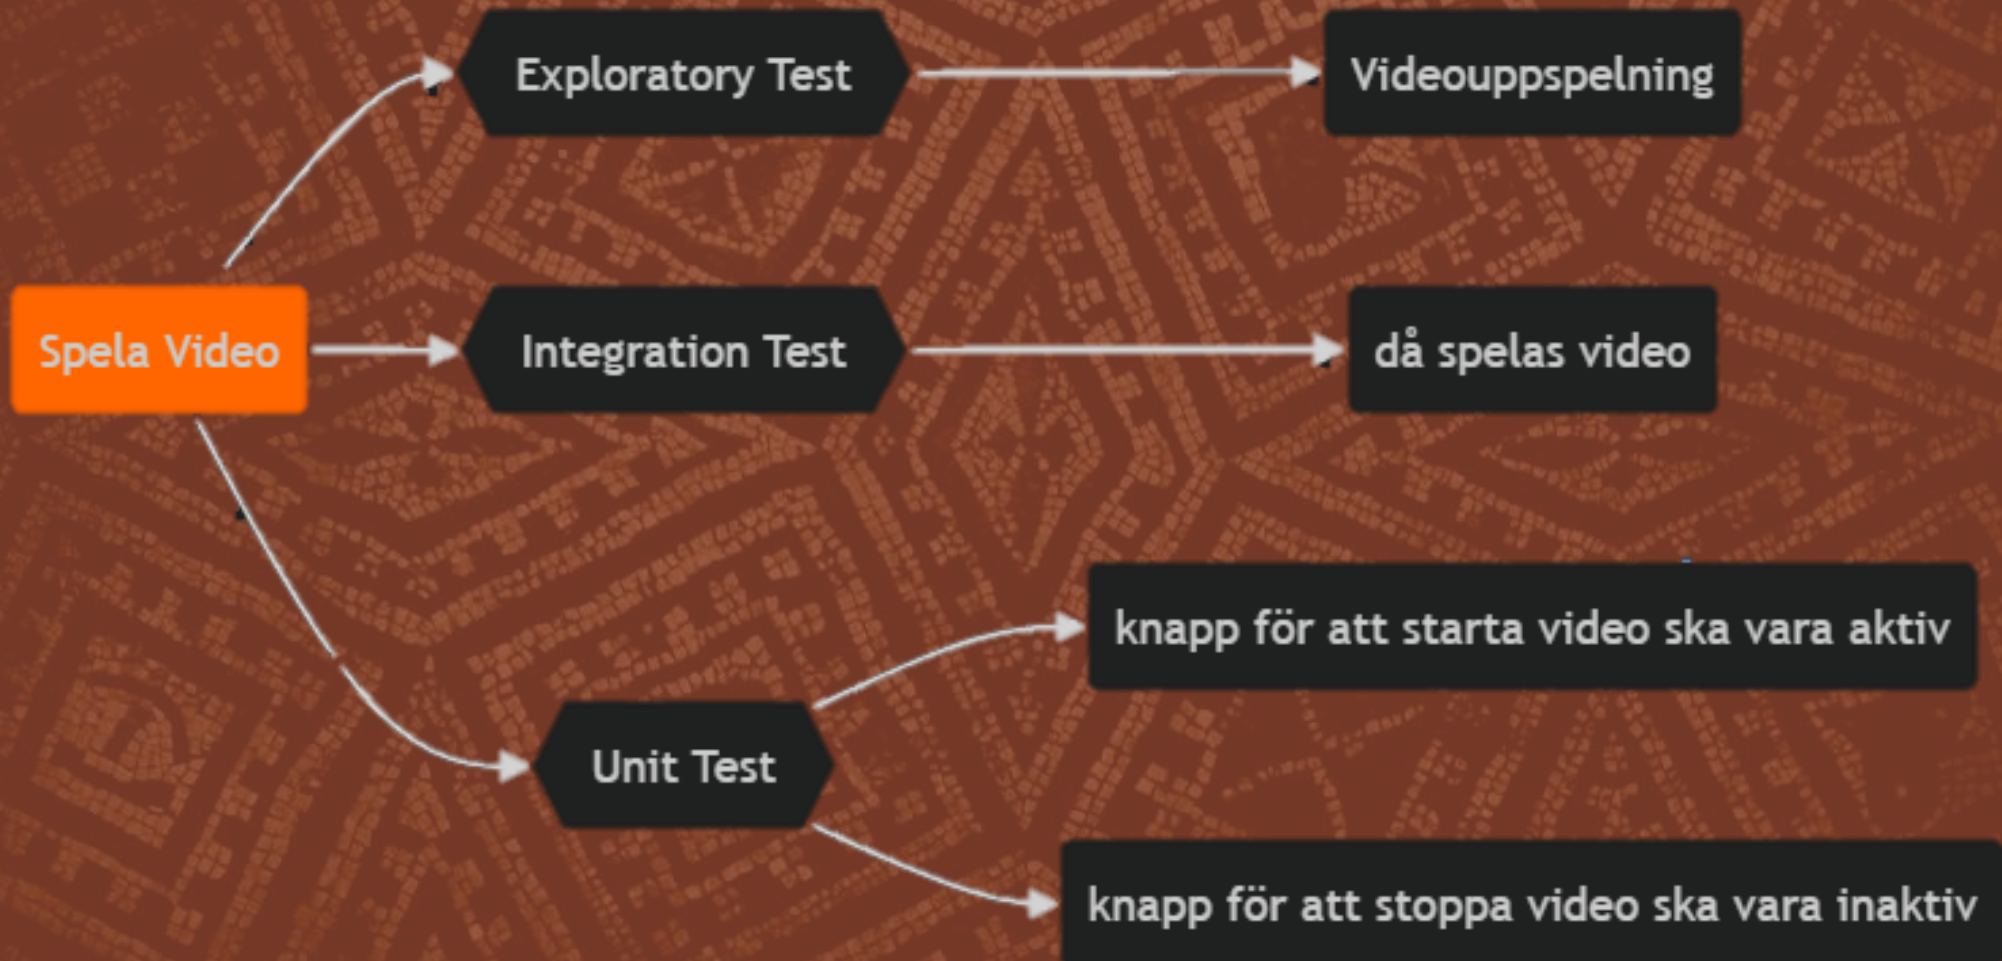 Exploratory Test
Videouppspelning
Spela Video
Integration Test
då spelas video
knapp för att starta video ska vara aktiv
Unit Test
knapp för att stoppa video ska vara inaktiv